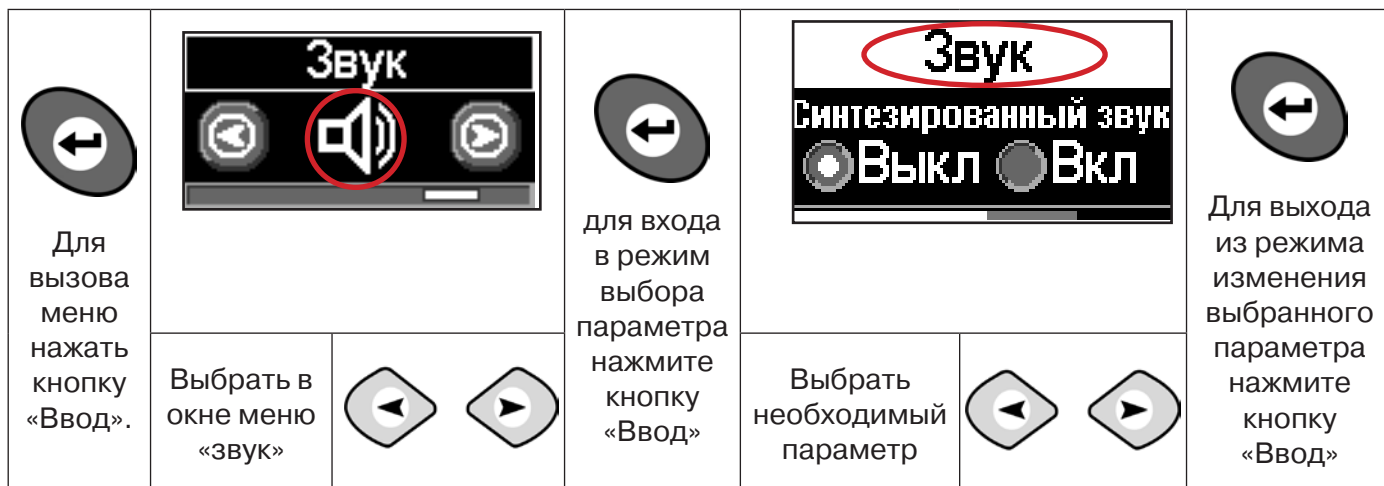 Для
вызова
меню
нажать
кнопку
«Ввод».
Звук
Выбрать в
окне меню
«звук»
для входа
в режим
выбора
параметра
нажмите
кнопку
«Ввод»
Звук
Синтезированный звук
Выкл Вкл
Выбрать
необходимый
параметр
Для выхода
из режима
изменения
выбранного
параметра
нажмите
кнопку
«Ввод»